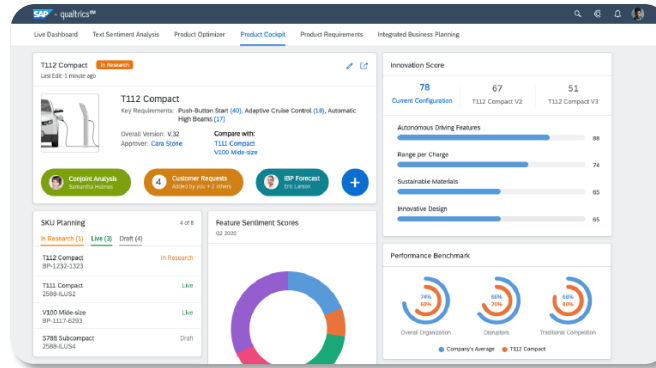 SAP + qualtrics℠
Live Dashboard Text Sentiment Analysis Product Optimizer Product Cockpit Product Requirements Integrated Business Planning
T112 Compact In Research
Last Edit: 1 minute ago
T112 Compact
Key Requirements: Push-Button Start (40), Adaptive Cruise Control (18), Automatic
High Beams (17)
Overall Version: V.32
Approver: Cara Stone
Compare with:
T111 Compact
V100 Mide-size
Conjoint Analysis
Samantha Holmes
4
Customer Requests
Added by you + 2 others
IBP Forecast
Eric Larson
+
Innovation Score
78
Current Configuration
67
T112 Compact V2
51
T112 Compact V3
Autonomous Driving Features
88
Range per Charge
74
Sustainable Materials
65
Innovative Design
65
SKU Planning 4 of 8
In Research (1) Live (3) Draft (4)
T112 Compact In Research
BP-1232-1323
T111 Compact Live
2588-ILUS2
V100 Mide-size Live
BP-1117-6293
S788 Subcompact Draft
2588-ILUS4
Feature Sentiment Scores
Q2 2020
Performance Benchmark
74%
60%
Overall Organization
66%
70%
Disruptors
66%
80%
Traditional Competition
Company's Average T112 Compact